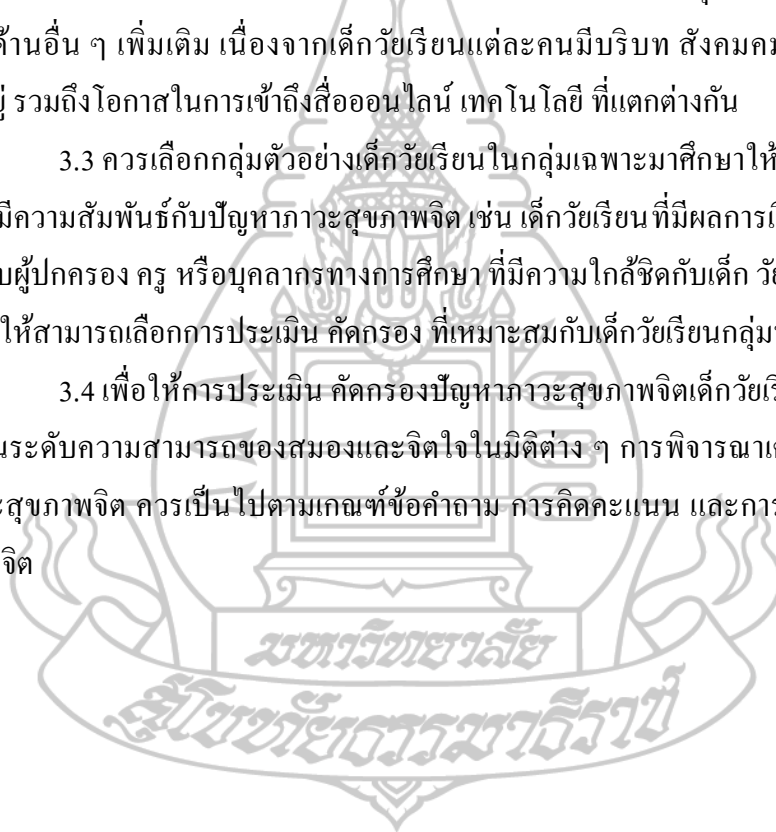 ด้านอื่น ๆ เพิ่มเติม เนื่องจากเด็กวัยเรียนแต่ละคนมีบริบท สังคมคม
รวมถึงโอกาสในการเข้าถึงสื่อออนไลน์ เทคโนโลยี ที่แตกต่างกัน
3.3 ควรเลือกกลุ่มตัวอย่างเด็กวัยเรียนในกลุ่มเฉพาะมาศึกษาให้
มีความสัมพันธ์กับปัญหาภาวะสุขภาพจิต เช่น เด็กวัยเรียนที่มีผลการเ
ผู้ปกครอง ครู หรือบุคลากรทางการศึกษา ที่มีความใกล้ชิดกับเด็ก วั
ให้สามารถเลือกการประเมิน คัดกรอง ที่เหมาะสมกับเด็กวัยเรียนกลุ่ม
3.4 เพื่อให้การประเมิน คัดกรองปัญหาภาวะสุขภาพจิตเด็กวัยเรี
ระดับความสามารถของสมองและจิตใจในมิติต่าง ๆ การพิจารณาเ
สุขภาพจิต ควรเป็นไปตามเกณฑ์ข้อคำถาม การคิดคะแนน และการ
จิต
มหาวิทยาลัย
สุโขทัยธรรมาธิราช